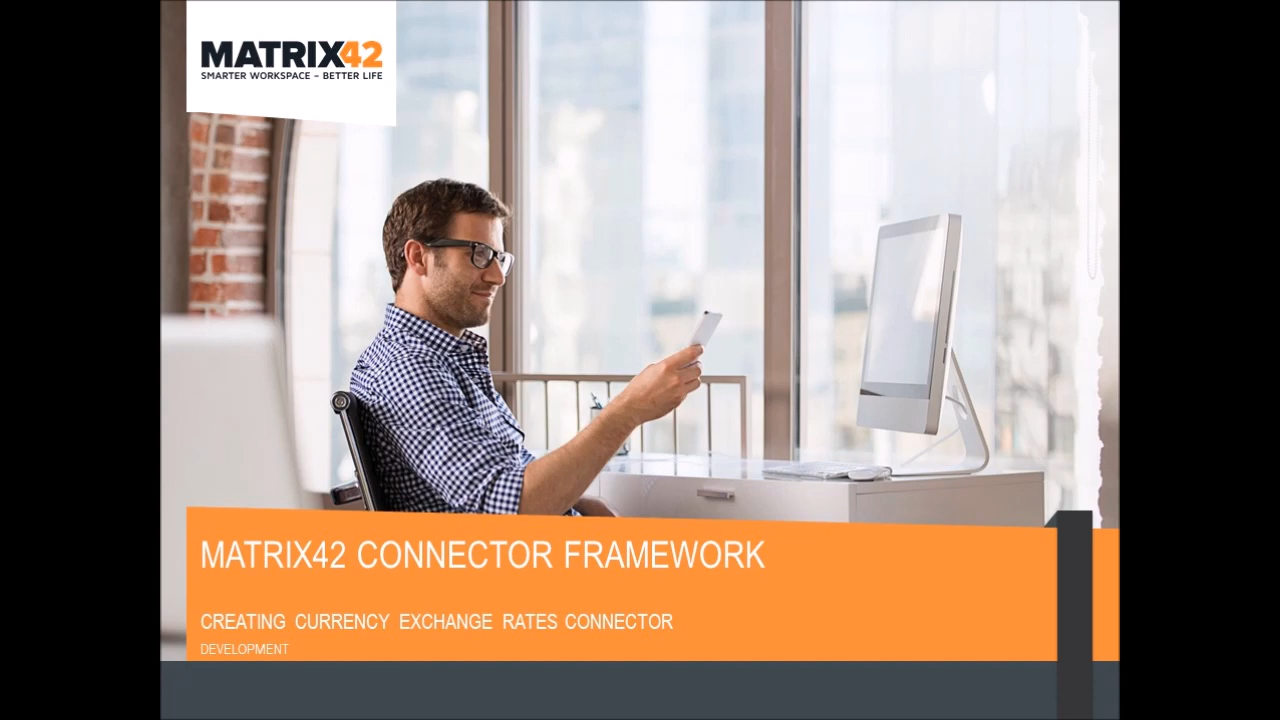 MATRIX42
SMARTER WORKSPACE – BETTER LIFE
MATRIX42 CONNECTOR FRAMEWORK
CREATING CURRENCY EXCHANGE RATES CONNECTOR
DEVELOPMENT